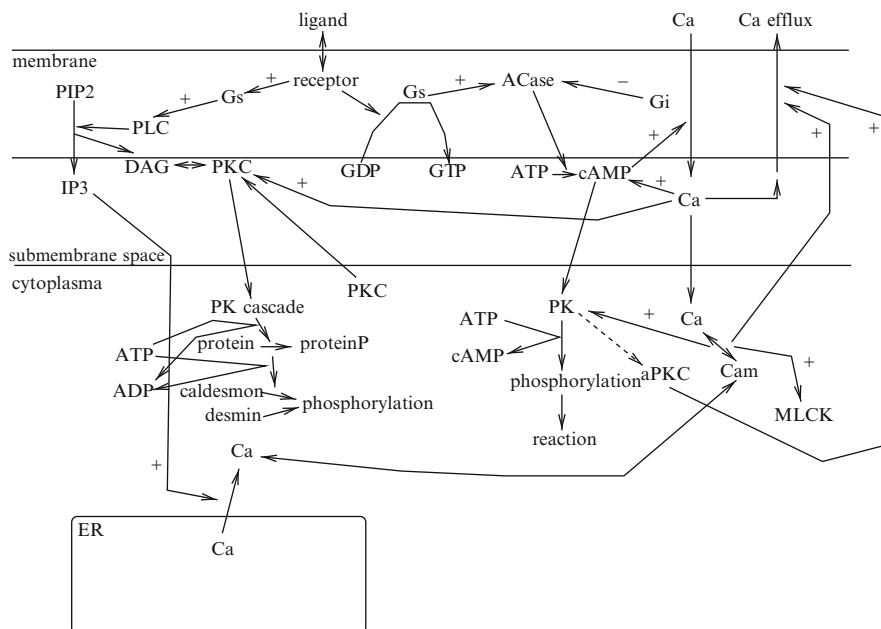 ligand Ca Ca efflux
membrane
PIP2 + Gs + receptor Gs + ACase − Gi
+ PLC + + +
DAG PKC GDP GTP ATP cAMP
IP3 + + Ca
submembrane space
cytoplasma
PKC
PK cascade PK + Ca
ATP protein proteinP ATP
cAMP aPKC Cam +
ADP caldesmon phosphorylation phosphorylation
desmin MLCK
reaction
Ca
+
ER
Ca